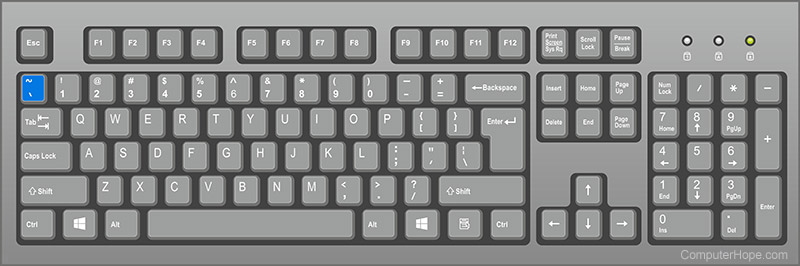 Esc F1 F2 F3 F4 F5 F6 F7 F8 F9 F10 F11 F12 Print Screen Sys Rq Scroll Lock Pause Break
1 A
~ ` ! 1 @ 2 # 3 $ 4 % 5 ^ 6 & 7 * 8 ( 9 ) 0 – - + = ←Backspace Insert Home Page Up Num Lock / * –
Tab Q W E R T Y U I O P { [ } ] Enter Delete End Page Down 7 Home 8 ↑ 9 PgUp +
Caps Lock A S D F G H J K L : ; " ' | \ 4 ← 5 6 →
⇧Shift Z X C V B N M < , > . ? / ⇧Shift ↑ 1 End 2 ↓ 3 PgDn Enter
Ctrl Alt Alt Ctrl ← ↓ → 0 Ins . Del
ComputerHope.com